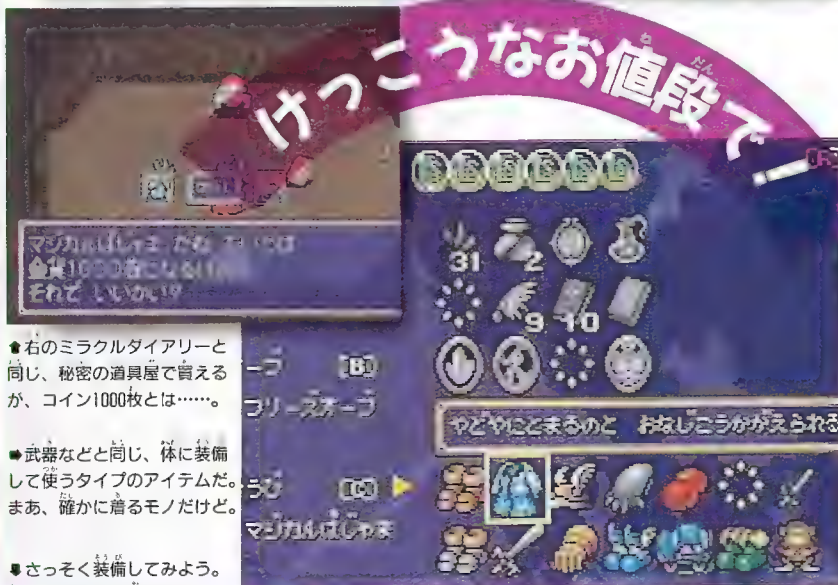 けっこうなお値段で
マジカルぱじゃま だね
金貨1000枚になるけど
それで いいかい?
31
2
9
10
フリーズオーブ
[B]
[C]
マジカルぱじゃま
やどやにとまるのと おなじこうかがえられる
⬆右のミラクルダイアリーと
同じ、秘密の道具屋で買える
が、コイン1000枚とは……。
➡武器などと同じ、体に装備
して使うタイプのアイテムだ。
まあ、確かに着るモノだけど。
⬇さっそく装備してみよう。